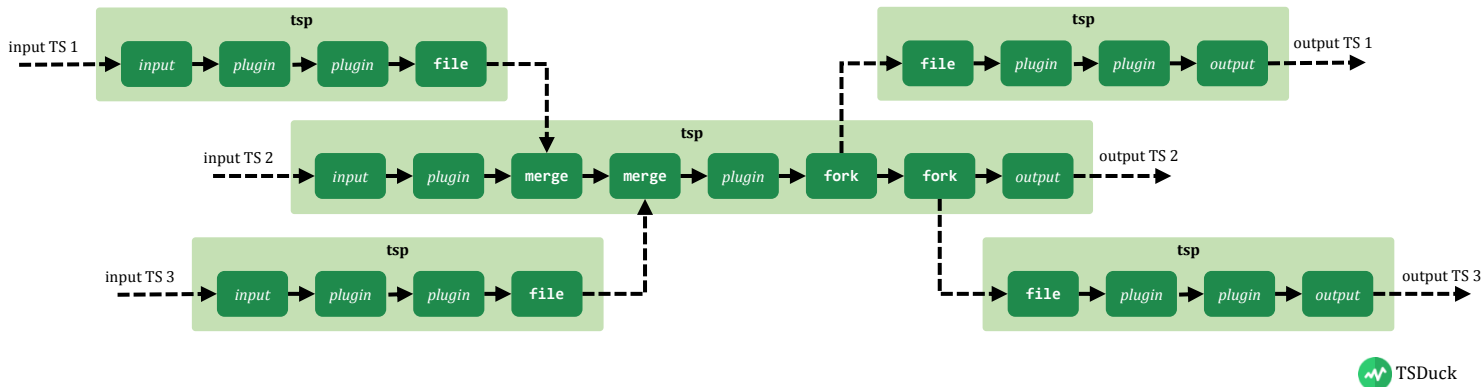 tsp
input TS 1
input plugin plugin file
tsp
file plugin plugin output
output TS 1
tsp
input TS 2
input plugin merge merge plugin fork fork output
output TS 2
tsp
input TS 3
input plugin plugin file
tsp
file plugin plugin output
output TS 3
TSDuck